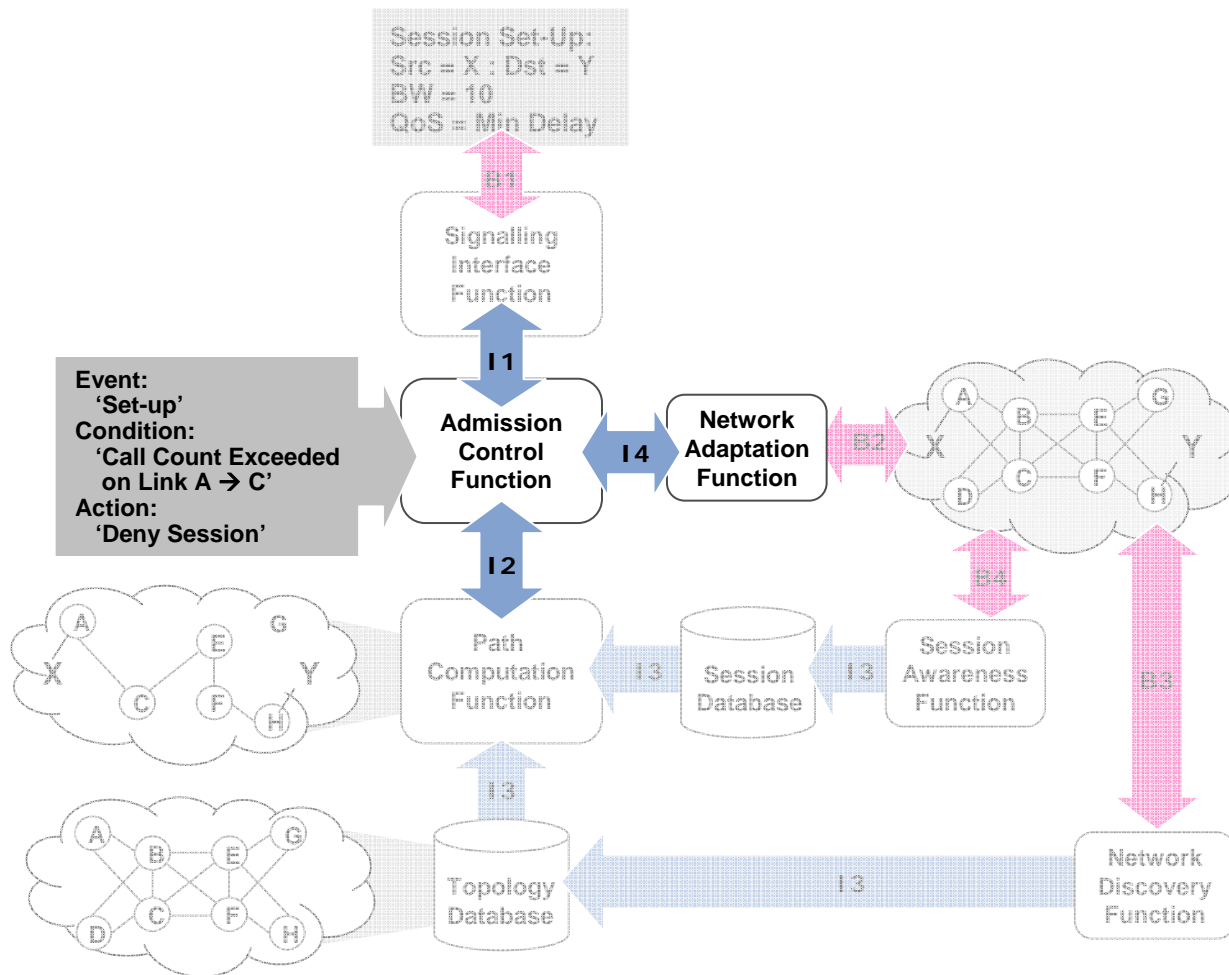 Session Set-Up:
Src = X ; Dst = Y
BW = 10
QoS = Min Delay
B1
Signalling
Interface
Function
I1
Event:
‘Set-up’
Condition:
‘Call Count Exceeded
on Link A → C’
Action:
‘Deny Session’
Admission
Control
Function
I4
Network
Adaptation
Function
B2
A
G
B
E
X
Y
C
F
D
H
I2
B4
B3
A
G
E
X
Y
C
F
H
Path
Computation
Function
I3
Session
Database
I3
Session
Awareness
Function
I3
A
G
B
E
C
F
D
H
Topology
Database
I3
Network
Discovery
Function